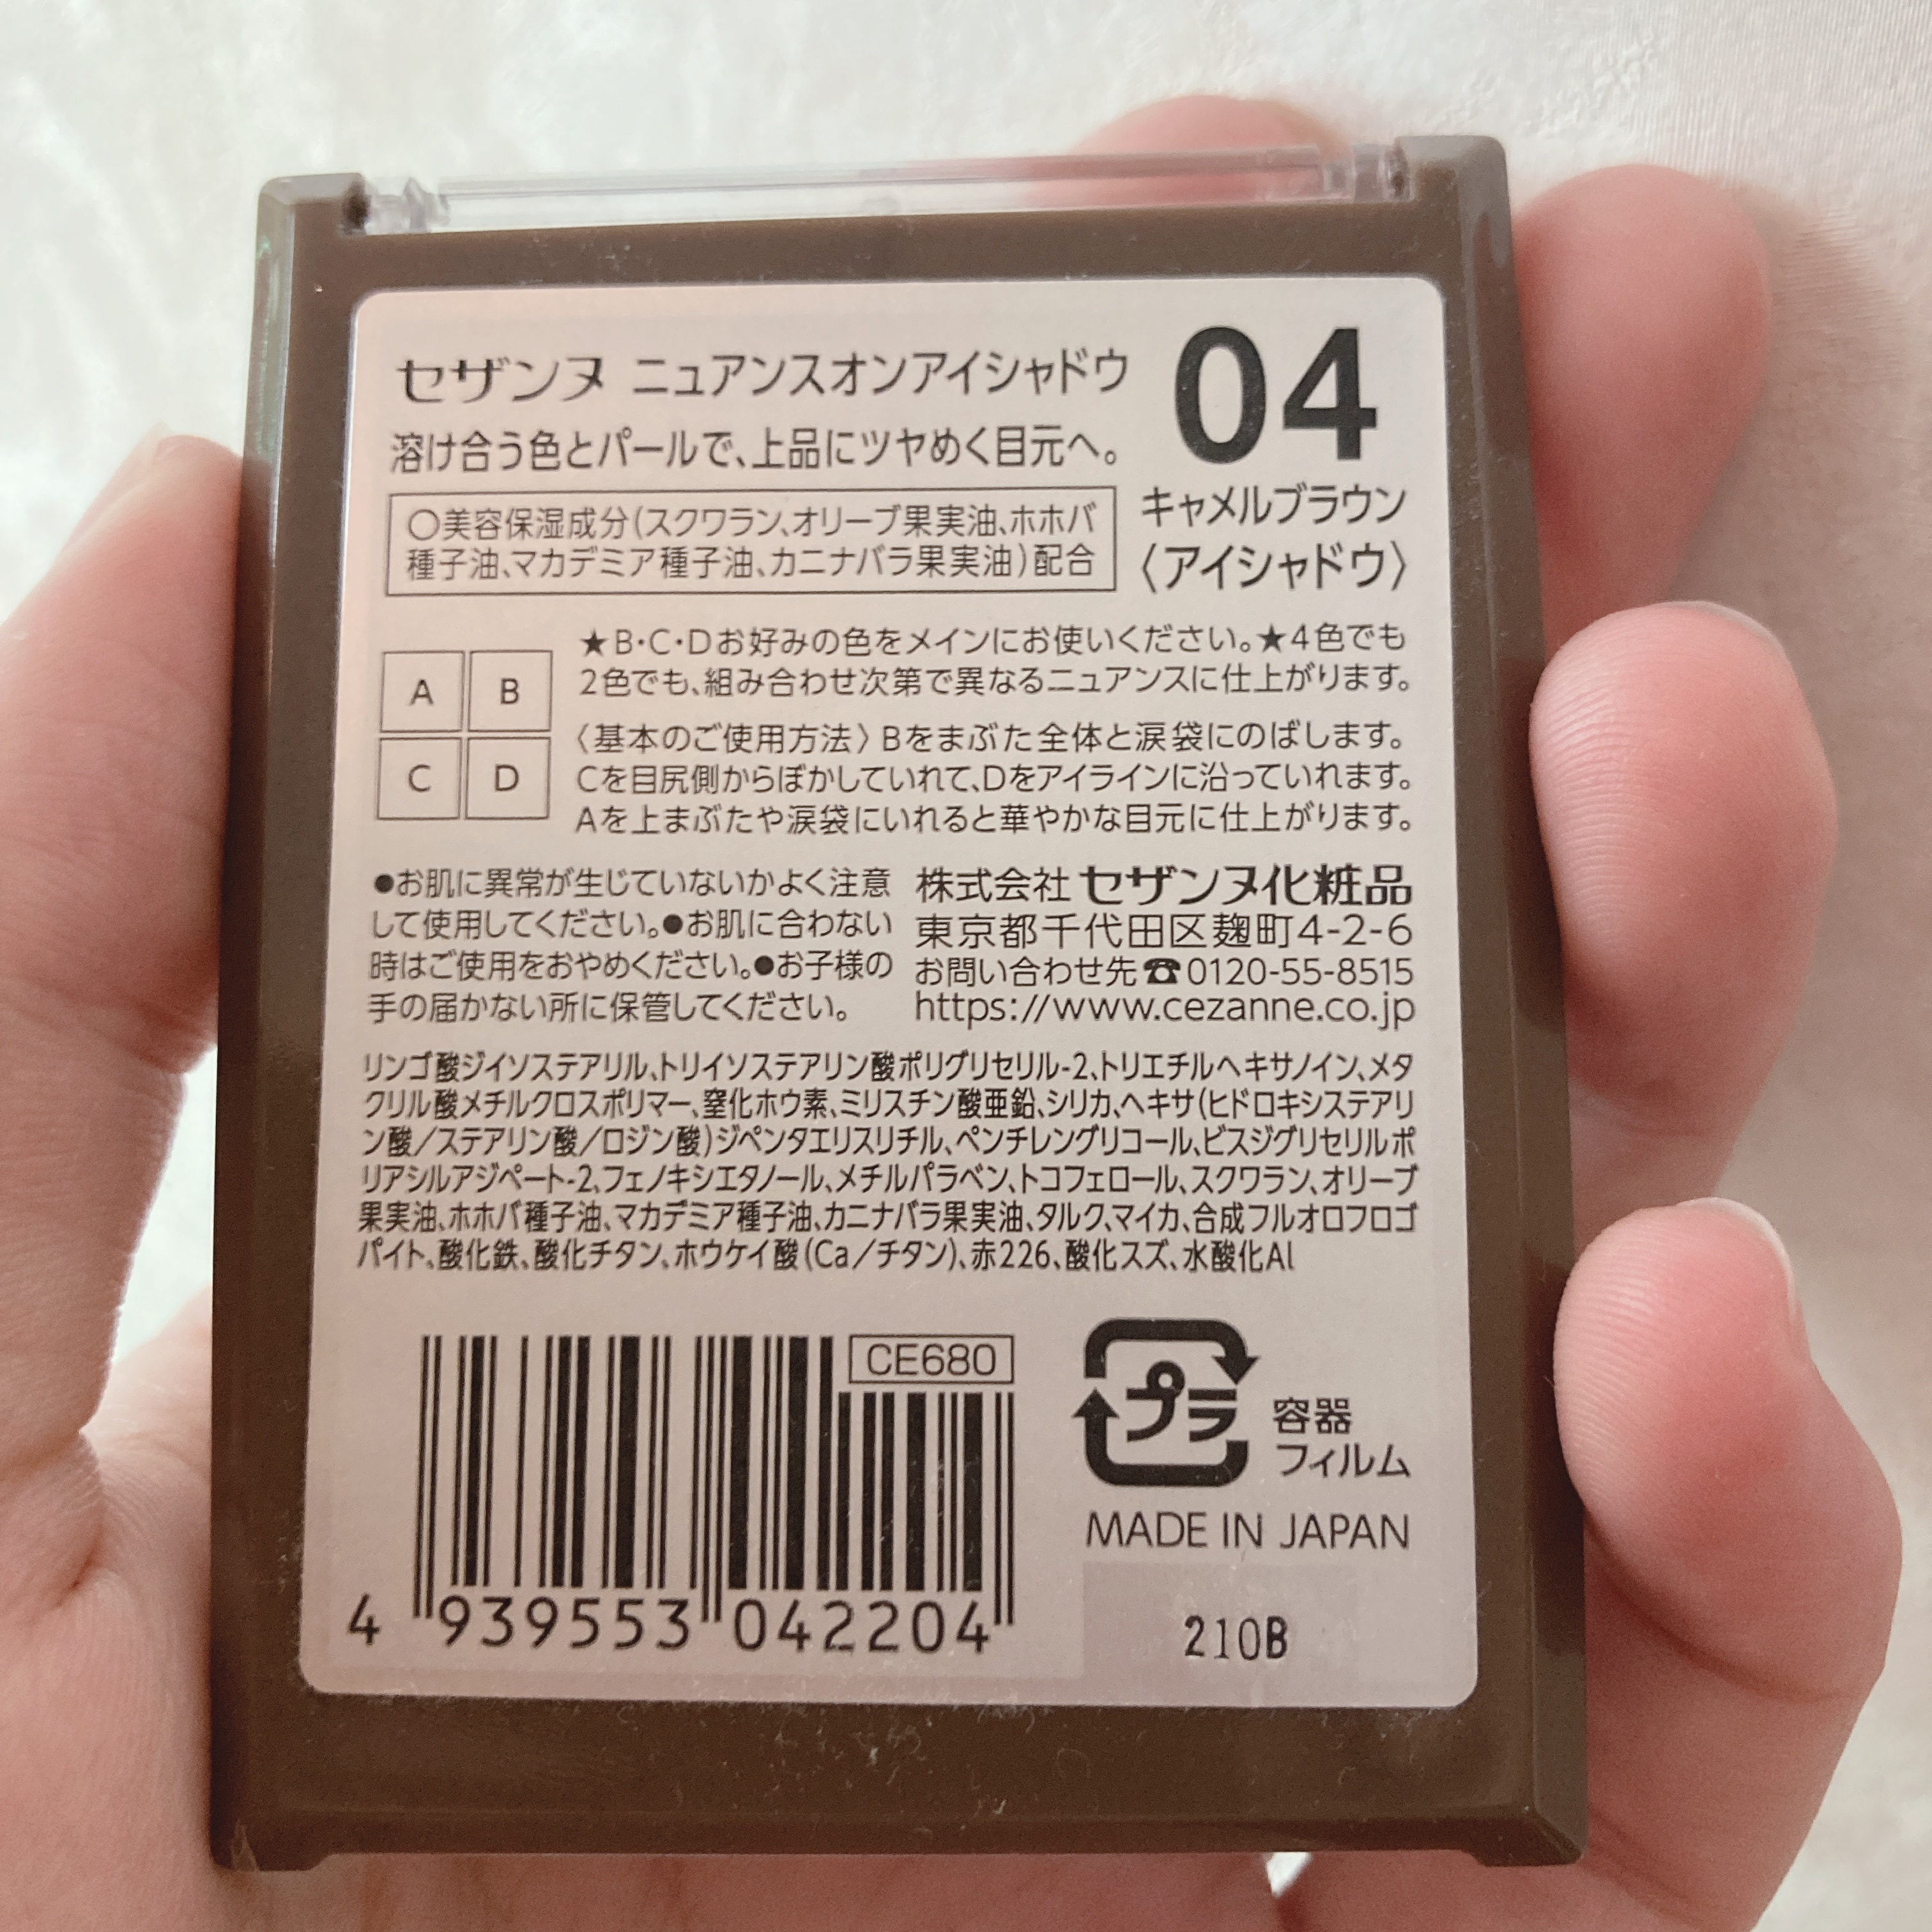 セザンヌ ニュアンスオンアイシャドウ
溶け合う色とパールで、上品にツヤめく目元へ。
04
キャメルブラウン
〈アイシャドウ〉
○美容保湿成分(スクワラン、オリーブ果実油、ホホバ
種子油、マカデミア種子油、カニナバラ果実油)配合
A B
C D
★B・C・Dお好みの色をメインにお使いください。★4色でも
2色でも、組み合わせ次第で異なるニュアンスに仕上がります。
〈基本のご使用方法〉Bをまぶた全体と涙袋にのばします。
Cを目尻側からぼかしていれて、Dをアイラインに沿っていれます。
Aを上まぶたや涙袋にいれると華やかな目元に仕上がります。
●お肌に異常が生じていないかよく注意
して使用してください。●お肌に合わない
時はご使用をおやめください。●お子様の
手の届かない所に保管してください。
株式会社 セザンヌ化粧品
東京都千代田区麹町4-2-6
お問い合わせ先☎0120-55-8515
https://www.cezanne.co.jp
リンゴ酸ジイソステアリル、トリイソステアリン酸ポリグリセリル-2、トリエチルヘキサノイン、メタ
クリル酸メチルクロスポリマー、窒化ホウ素、ミリスチン酸亜鉛、シリカ、ヘキサ(ヒドロキシステアリ
ン酸/ステアリン酸/ロジン酸)ジペンタエリスリチル、ペンチレングリコール、ビスジグリセリルポ
リアシルアジペート-2、フェノキシエタノール、メチルパラベン、トコフェロール、スクワラン、オリーブ
果実油、ホホバ種子油、マカデミア種子油、カニナバラ果実油、タルク、マイカ、合成フルオロフロゴ
パイト、酸化鉄、酸化チタン、ホウケイ酸(Ca/チタン)、赤226、酸化スズ、水酸化Al
CE680
4 939553 042204
プラ
容器
フィルム
MADE IN JAPAN
210B